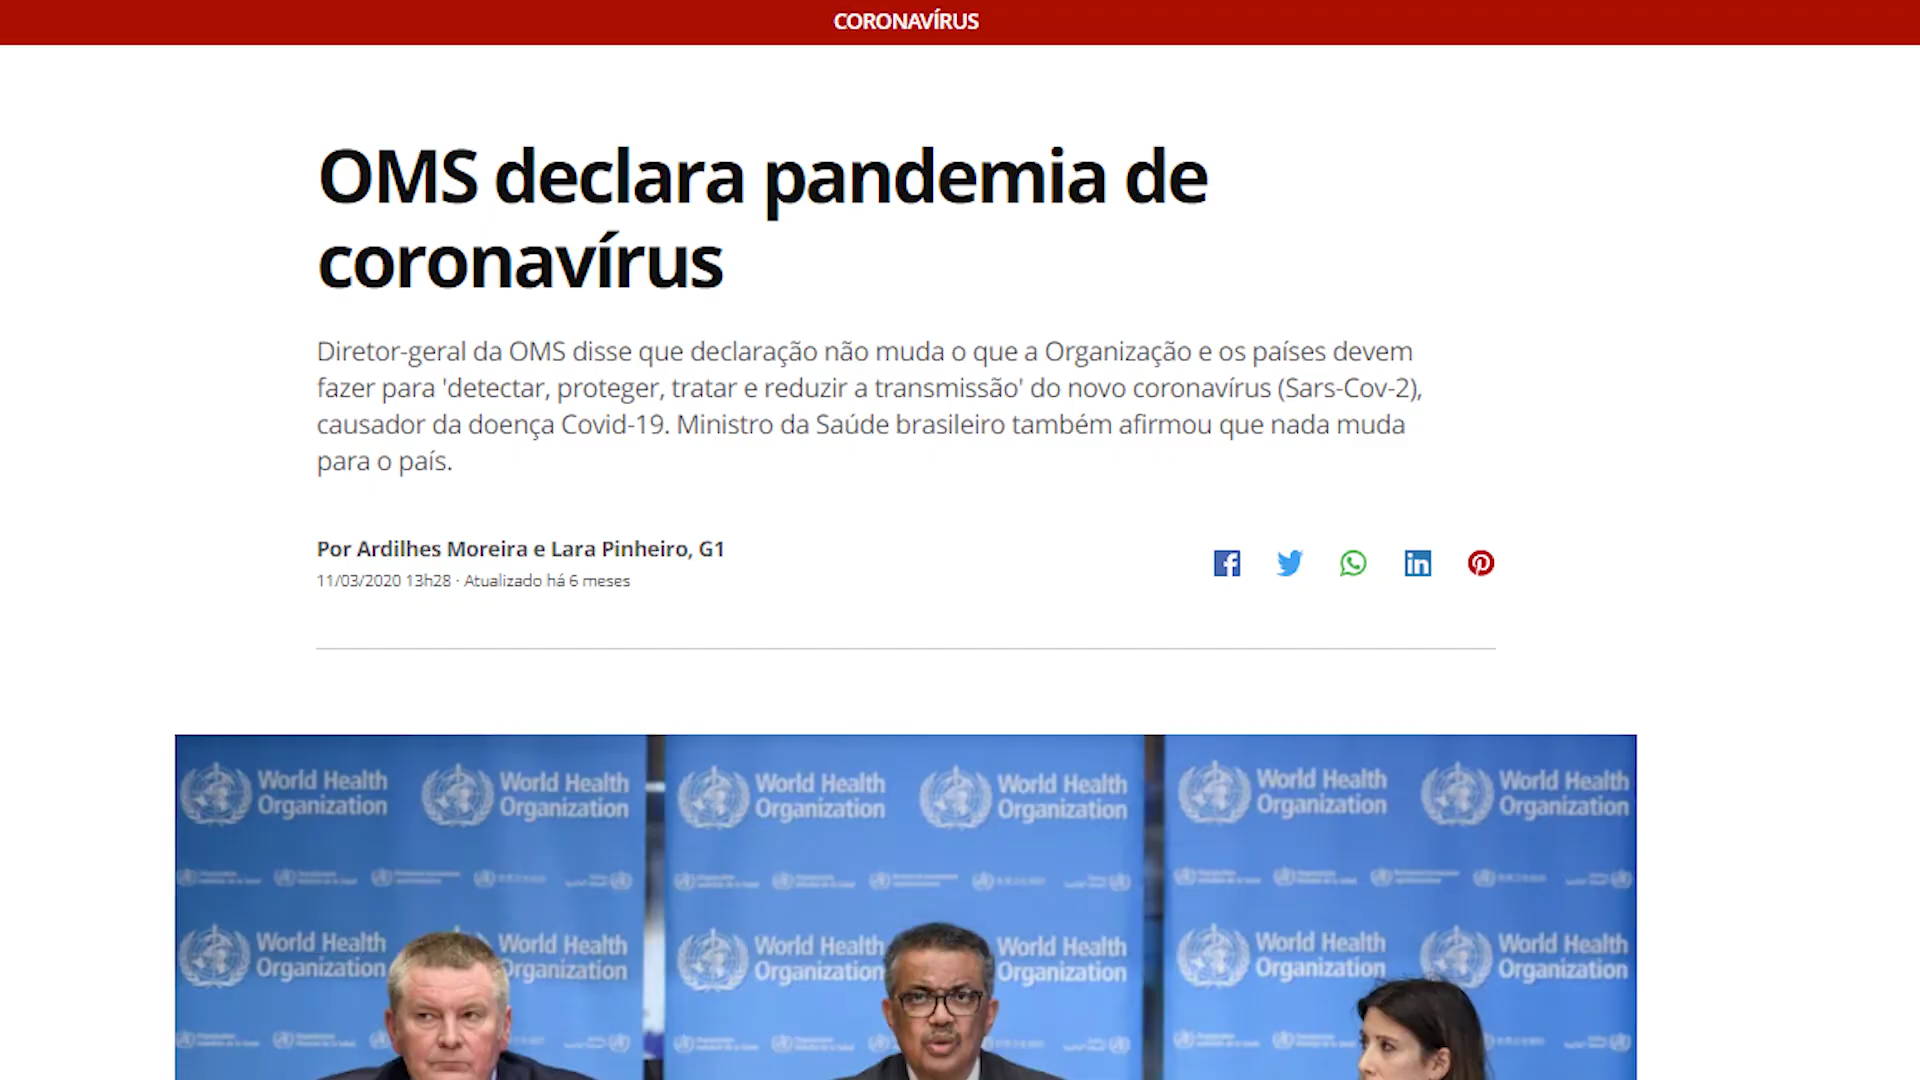 CORONAVÍRUS
OMS declara pandemia de
coronavírus
Diretor-geral da OMS disse que declaração não muda o que a Organização e os países devem
fazer para 'detectar, proteger, tratar e reduzir a transmissão' do novo coronavírus (Sars-Cov-2),
causador da doença Covid-19. Ministro da Saúde brasileiro também afirmou que nada muda
para o país.
Por Ardilhes Moreira e Lara Pinheiro, G1
11/03/2020 13h28 · Atualizado há 6 meses
World Health
Organization
World Health
Organization
World Health
Organization
World Health
Organization
World Health
Organization
World Health
Organization
World Health
Organization
World Health
Organization
World Health
Organization
World Health
Organization
World Health
Organization
World Health
Organization